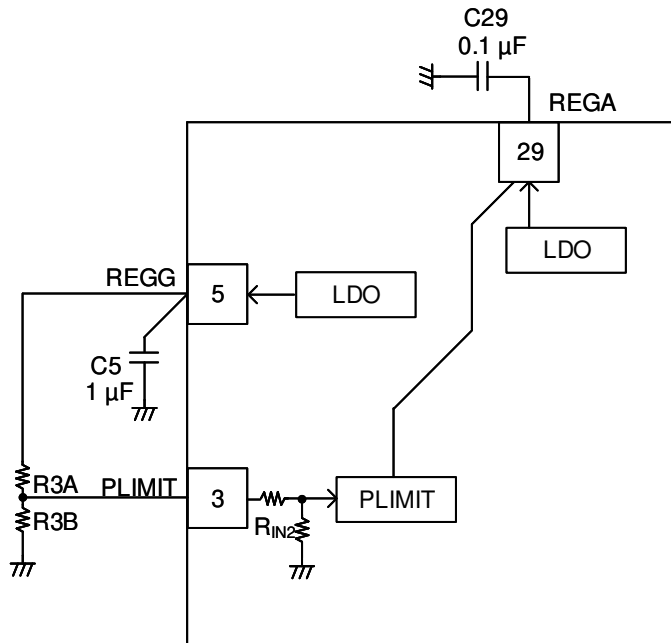 C29
0.1 µF
REGA
29
LDO
REGG
5
LDO
C5
1 µF
R3A
PLIMIT
3
PLIMIT
R3B
RIN2